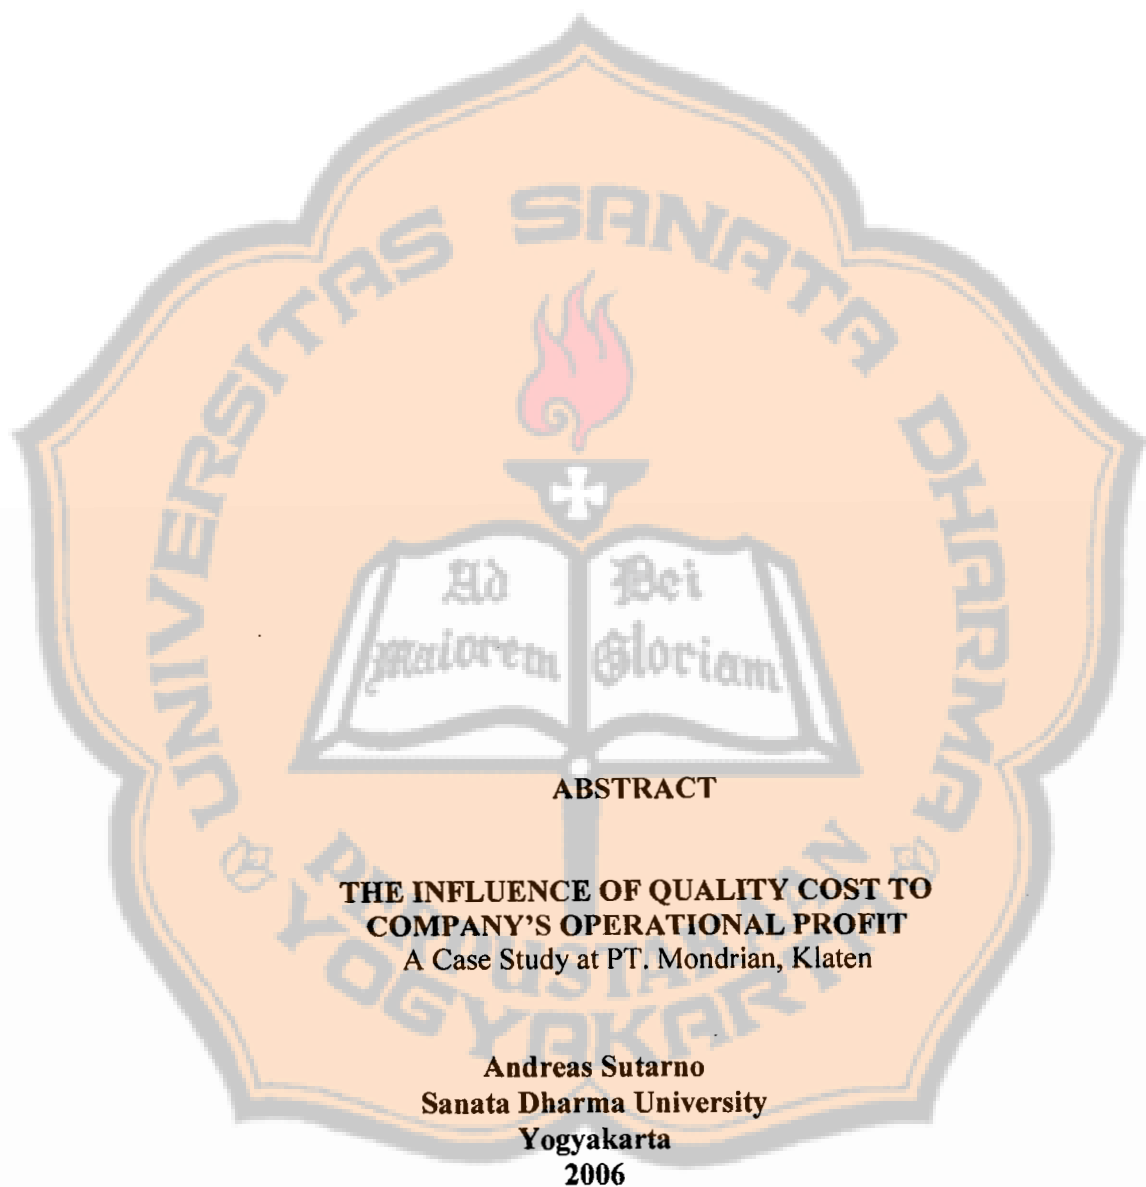 UNIVERSITAS SANATA DHARMA
Ad Dei
Maiorem Gloriam
PERPUSTAKAAN
YOGYAKARTA
ABSTRACT
THE INFLUENCE OF QUALITY COST TO
COMPANY'S OPERATIONAL PROFIT
A Case Study at PT. Mondrian, Klaten
Andreas Sutarno
Sanata Dharma University
Yogyakarta
2006